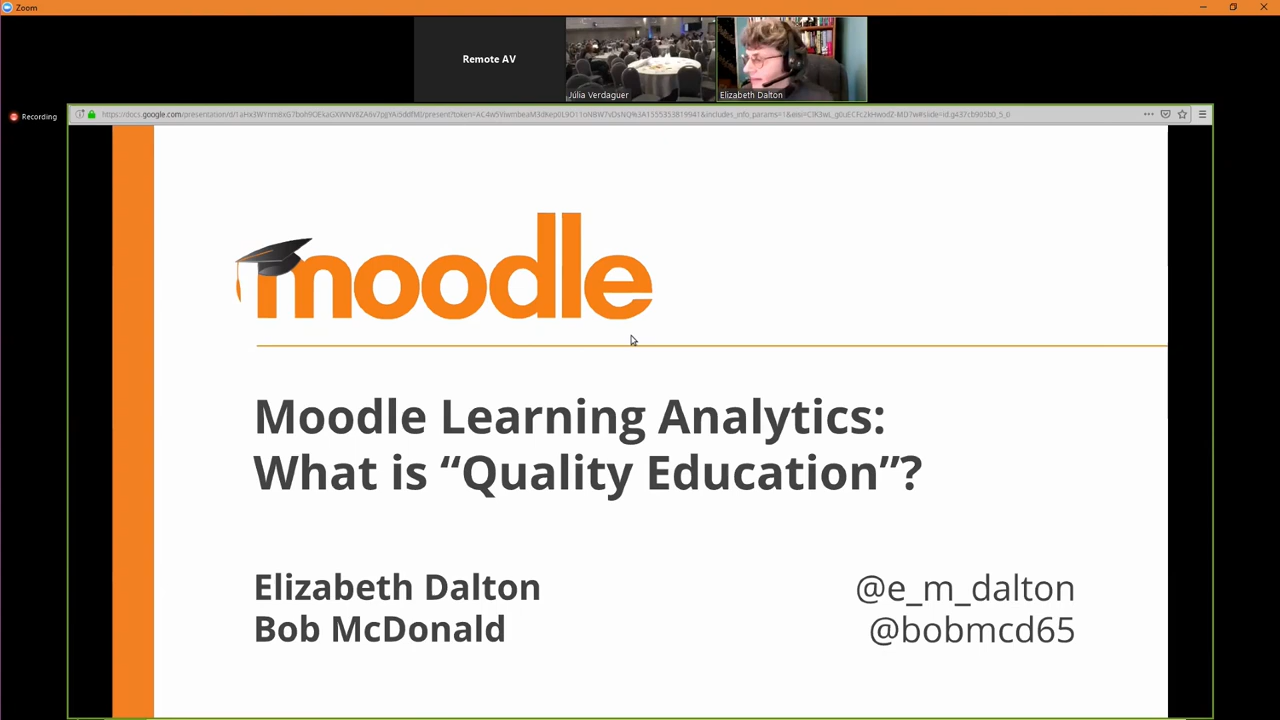 Zoom
Remote AV
Júlia Verdaguer
Elizabeth Dalton
Recording
moodle
Moodle Learning Analytics:
What is “Quality Education”?
Elizabeth Dalton
@e_m_dalton
Bob McDonald
@bobmcd65